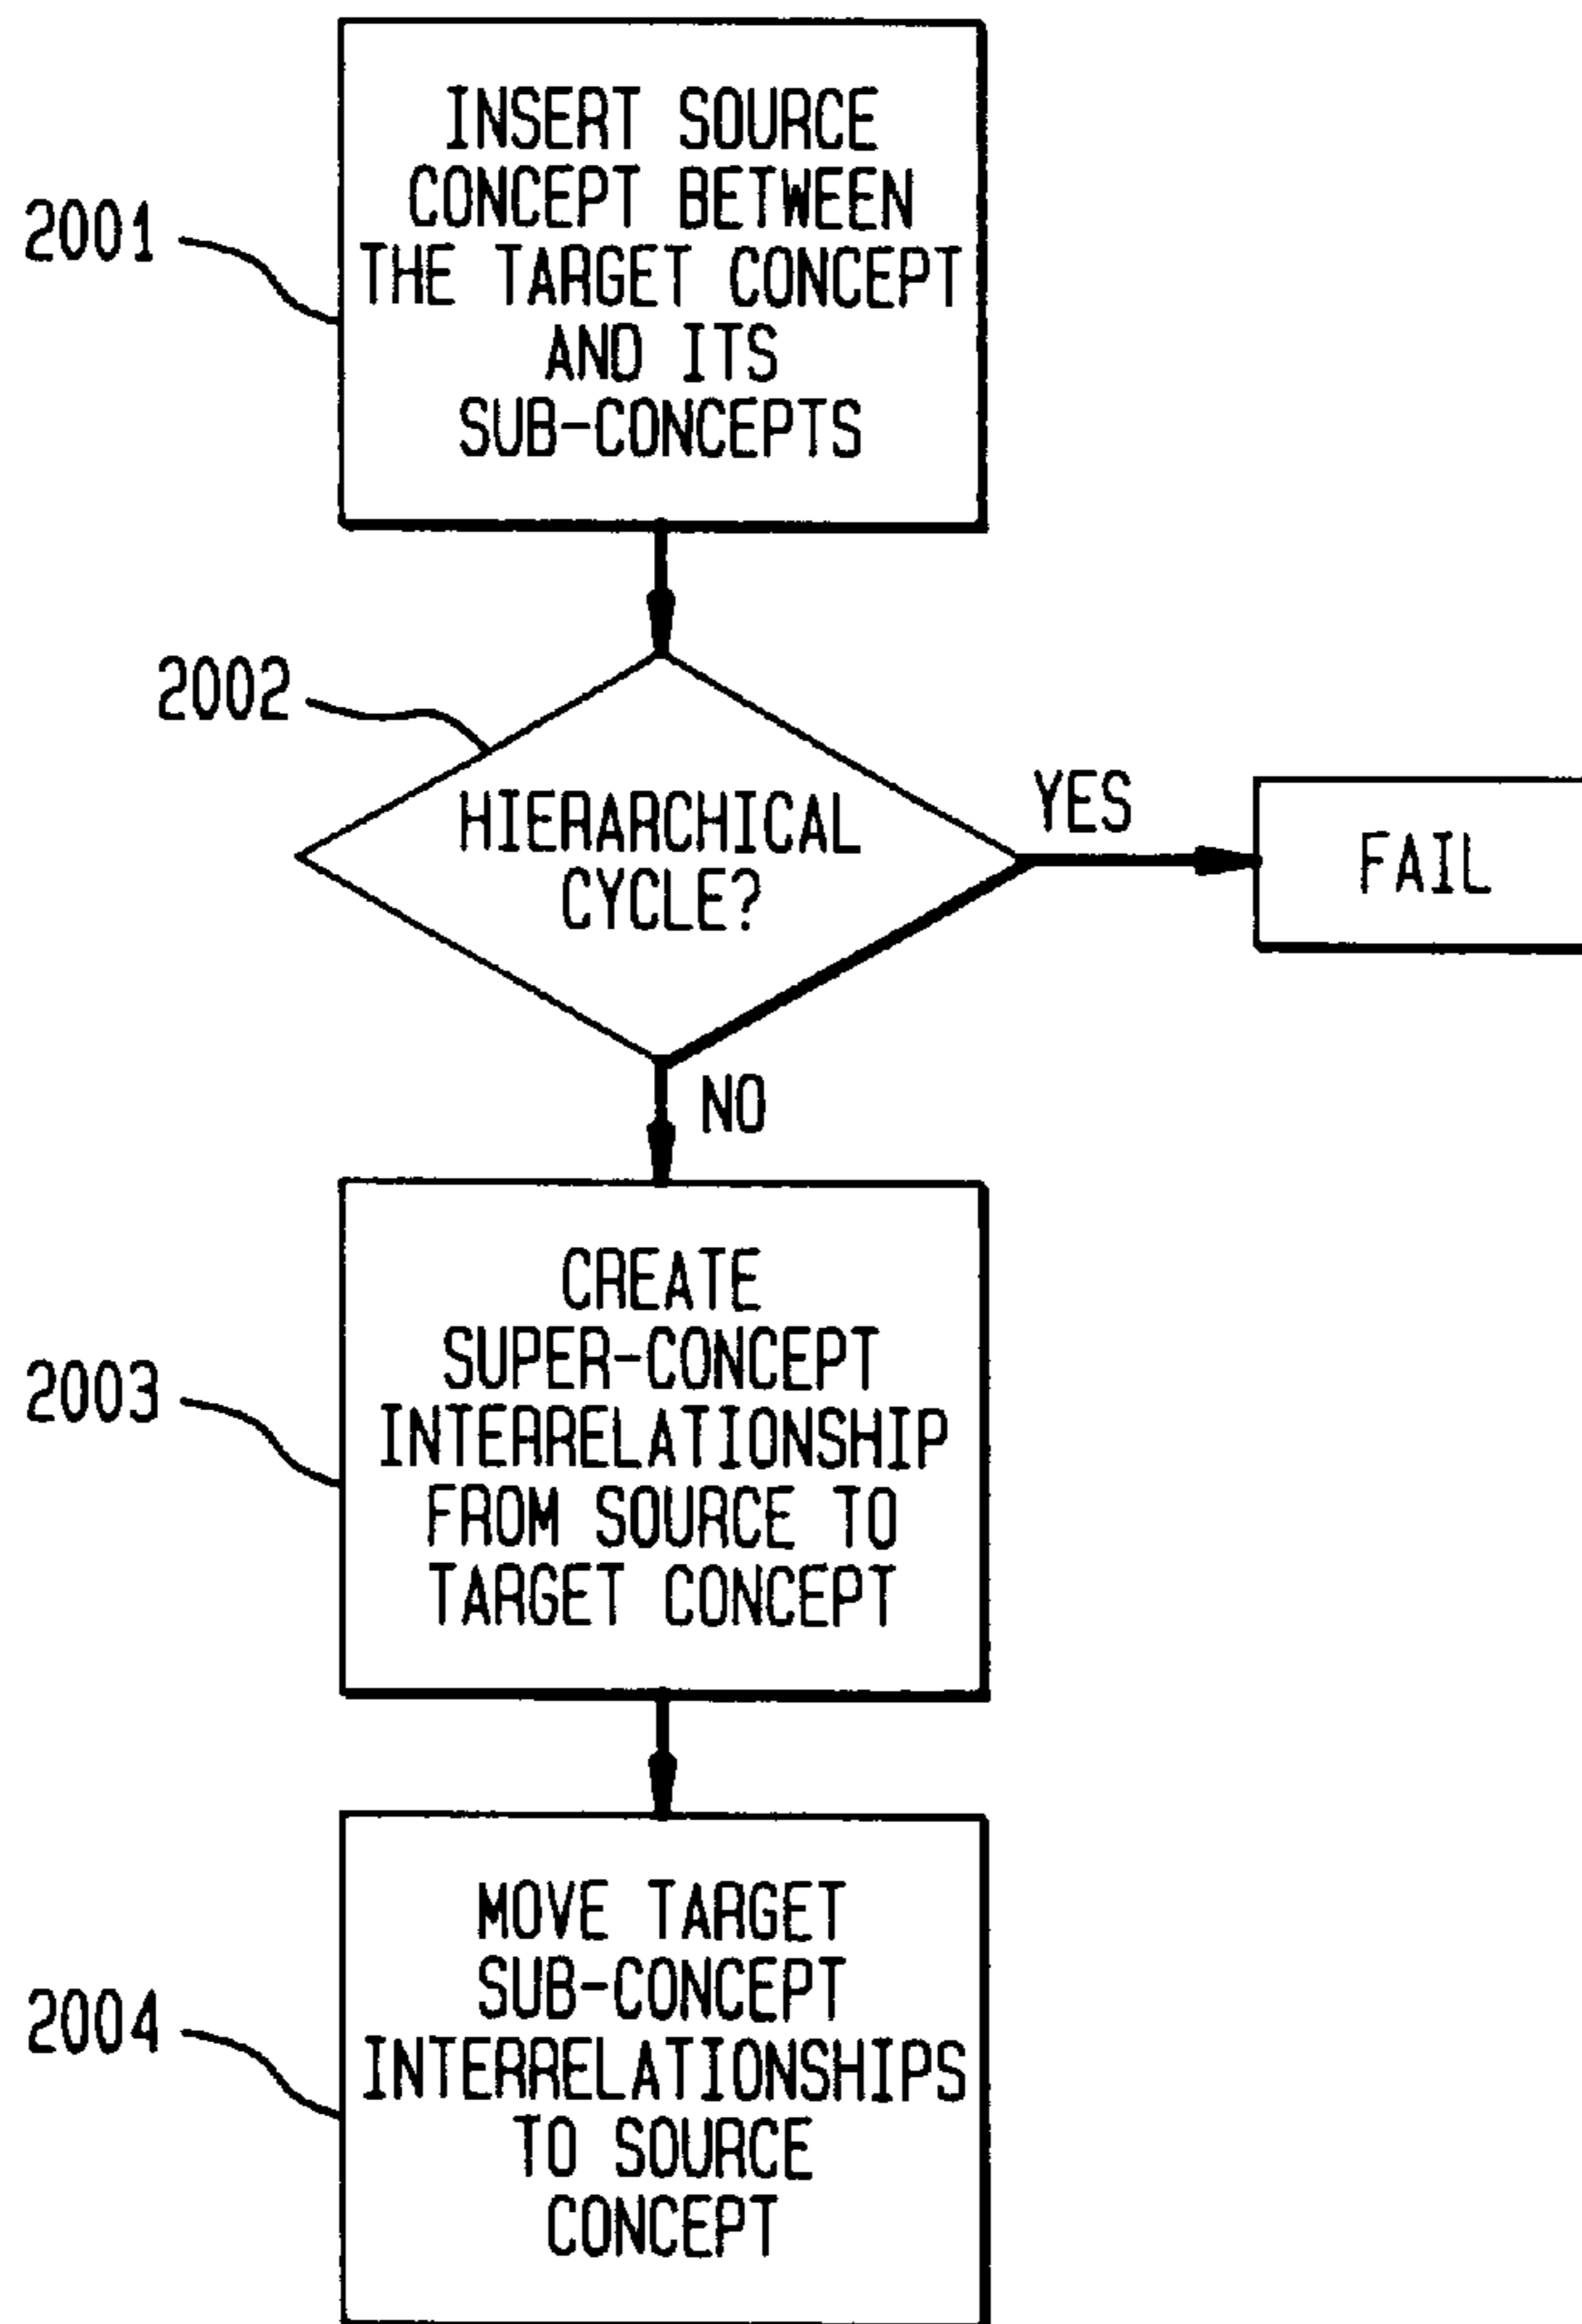 2001
INSERT SOURCE
CONCEPT BETWEEN
THE TARGET CONCEPT
AND ITS
SUB-CONCEPTS
2002
HIERARCHICAL
CYCLE?
YES
FAIL
NO
2003
CREATE
SUPER-CONCEPT
INTERRELATIONSHIP
FROM SOURCE TO
TARGET CONCEPT
2004
MOVE TARGET
SUB-CONCEPT
INTERRELATIONSHIPS
TO SOURCE
CONCEPT